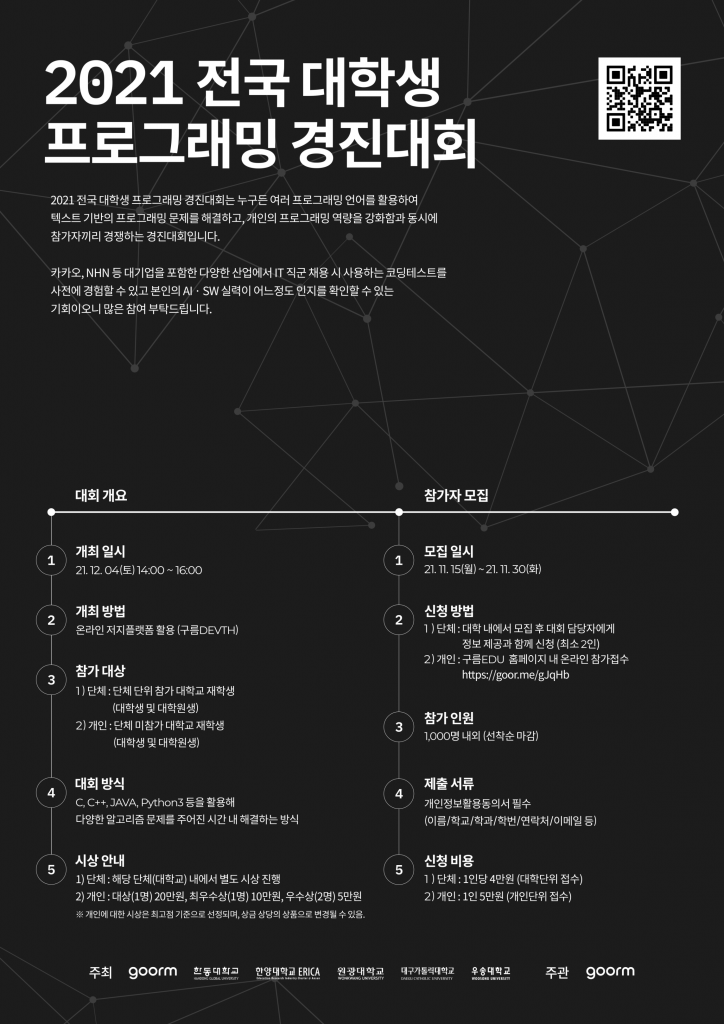 2021 전국 대학생
프로그래밍 경진대회
2021 전국 대학생 프로그래밍 경진대회는 누구든 여러 프로그래밍 언어를 활용하여
텍스트 기반의 프로그래밍 문제를 해결하고, 개인의 프로그래밍 역량을 강화함과 동시에
참가자끼리 경쟁하는 경진대회입니다.
카카오, NHN 등 대기업을 포함한 다양한 산업에서 IT 직군 채용 시 사용하는 코딩테스트를
사전에 경험할 수 있고 본인의 AI · SW 실력이 어느정도 인지를 확인할 수 있는
기회이오니 많은 참여 부탁드립니다.
대회 개요
1
개최 일시
21. 12. 04(토) 14:00 ~ 16:00
2
개최 방법
온라인 저지플랫폼 활용 (구름DEVTH)
3
참가 대상
1) 단체 : 단체 단위 참가 대학교 재학생
(대학생 및 대학원생)
2) 개인 : 단체 미참가 대학교 재학생
(대학생 및 대학원생)
4
대회 방식
C, C++, JAVA, Python3 등을 활용해
다양한 알고리즘 문제를 주어진 시간 내 해결하는 방식
5
시상 안내
1) 단체 : 해당 단체(대학교) 내에서 별도 시상 진행
2) 개인 : 대상(1명) 20만원, 최우수상(1명) 10만원, 우수상(2명) 5만원
※ 개인에 대한 시상은 최고점 기준으로 선정되며, 상금 상당의 상품으로 변경될 수 있음.
참가자 모집
1
모집 일시
21. 11. 15(월) ~ 21. 11. 30(화)
2
신청 방법
1 ) 단체 : 대학 내에서 모집 후 대회 담당자에게
정보 제공과 함께 신청 (최소 2인)
2) 개인 : 구름EDU 홈페이지 내 온라인 참가접수
https://goor.me/gJqHb
3
참가 인원
1,000명 내외 (선착순 마감)
4
제출 서류
개인정보활용동의서 필수
(이름/학교/학과/학번/연락처/이메일 등)
5
신청 비용
1 ) 단체 : 1인당 4만원 (대학단위 접수)
2) 개인 : 1인 5만원 (개인단위 접수)
주최 goorm 한동대학교 한양대학교 ERICA 원광대학교 대구가톨릭대학교 우송대학교 주관 goorm
HANDONG GLOBAL UNIVERSITY WONKWANG UNIVERSITY DAEGU CATHOLIC UNIVERSITY WOOSONG UNIVERSITY